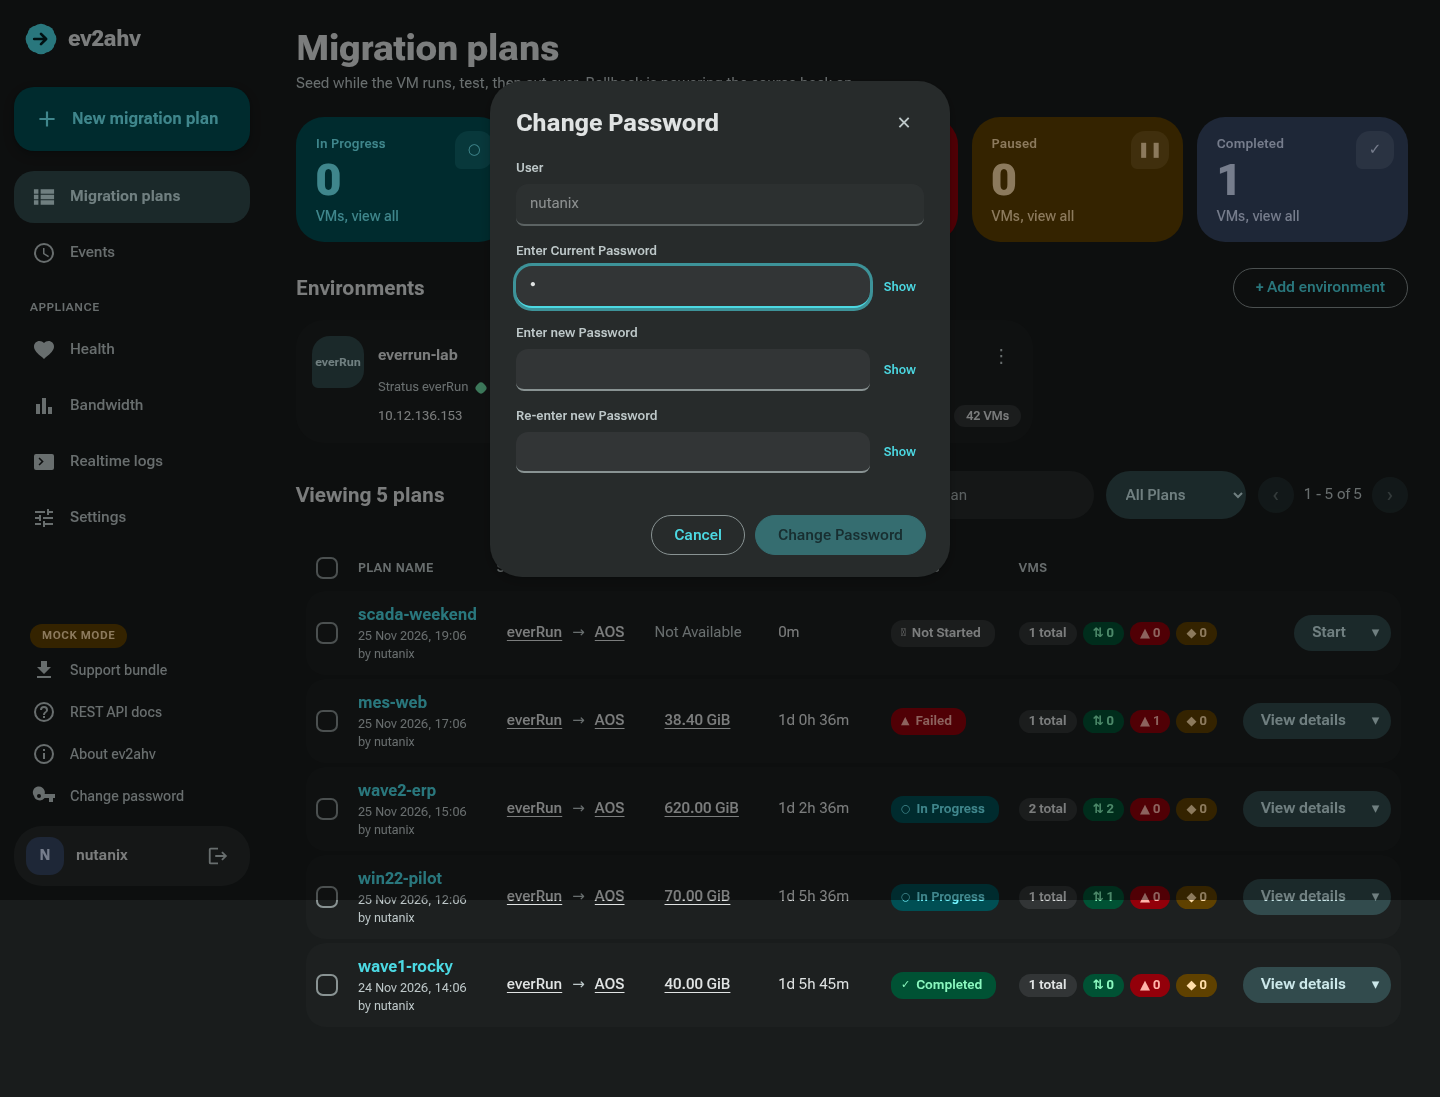 ev2ahv
New migration plan
Migration plans
Events
APPLIANCE
Health
Bandwidth
Realtime logs
Settings
MOCK MODE
Support bundle
REST API docs
About ev2ahv
Change password
N nutanix
Migration plans
Seed while the VM runs, test, then
In Progress
0
VMs, view all
Paused
0
VMs, view all
Completed
1
VMs, view all
Environments
+ Add environment
everRun
everrun-lab
Stratus everRun
10.12.136.153
42 VMs
Change Password
User
nutanix
Enter Current Password
• Show
Enter new Password
Show
Re-enter new Password
Show
Cancel Change Password
Viewing 5 plans
All Plans
1 - 5 of 5
PLAN NAME VMS
scada-weekend
25 Nov 2026, 19:06
by nutanix
everRun → AOS Not Available 0m Not Started 1 total ⇅ 0 ▲ 0 ◆ 0 Start ▾
mes-web
25 Nov 2026, 17:06
by nutanix
everRun → AOS 38.40 GiB 1d 0h 36m ▲ Failed 1 total ⇅ 0 ▲ 1 ◆ 0 View details ▾
wave2-erp
25 Nov 2026, 15:06
by nutanix
everRun → AOS 620.00 GiB 1d 2h 36m ○ In Progress 2 total ⇅ 2 ▲ 0 ◆ 0 View details ▾
win22-pilot
25 Nov 2026, 12:06
by nutanix
everRun → AOS 70.00 GiB 1d 5h 36m ○ In Progress 1 total ⇅ 1 ▲ 0 ◆ 0 View details ▾
wave1-rocky
24 Nov 2026, 14:06
by nutanix
everRun → AOS 40.00 GiB 1d 5h 45m ✓ Completed 1 total ⇅ 0 ▲ 0 ◆ 0 View details ▾